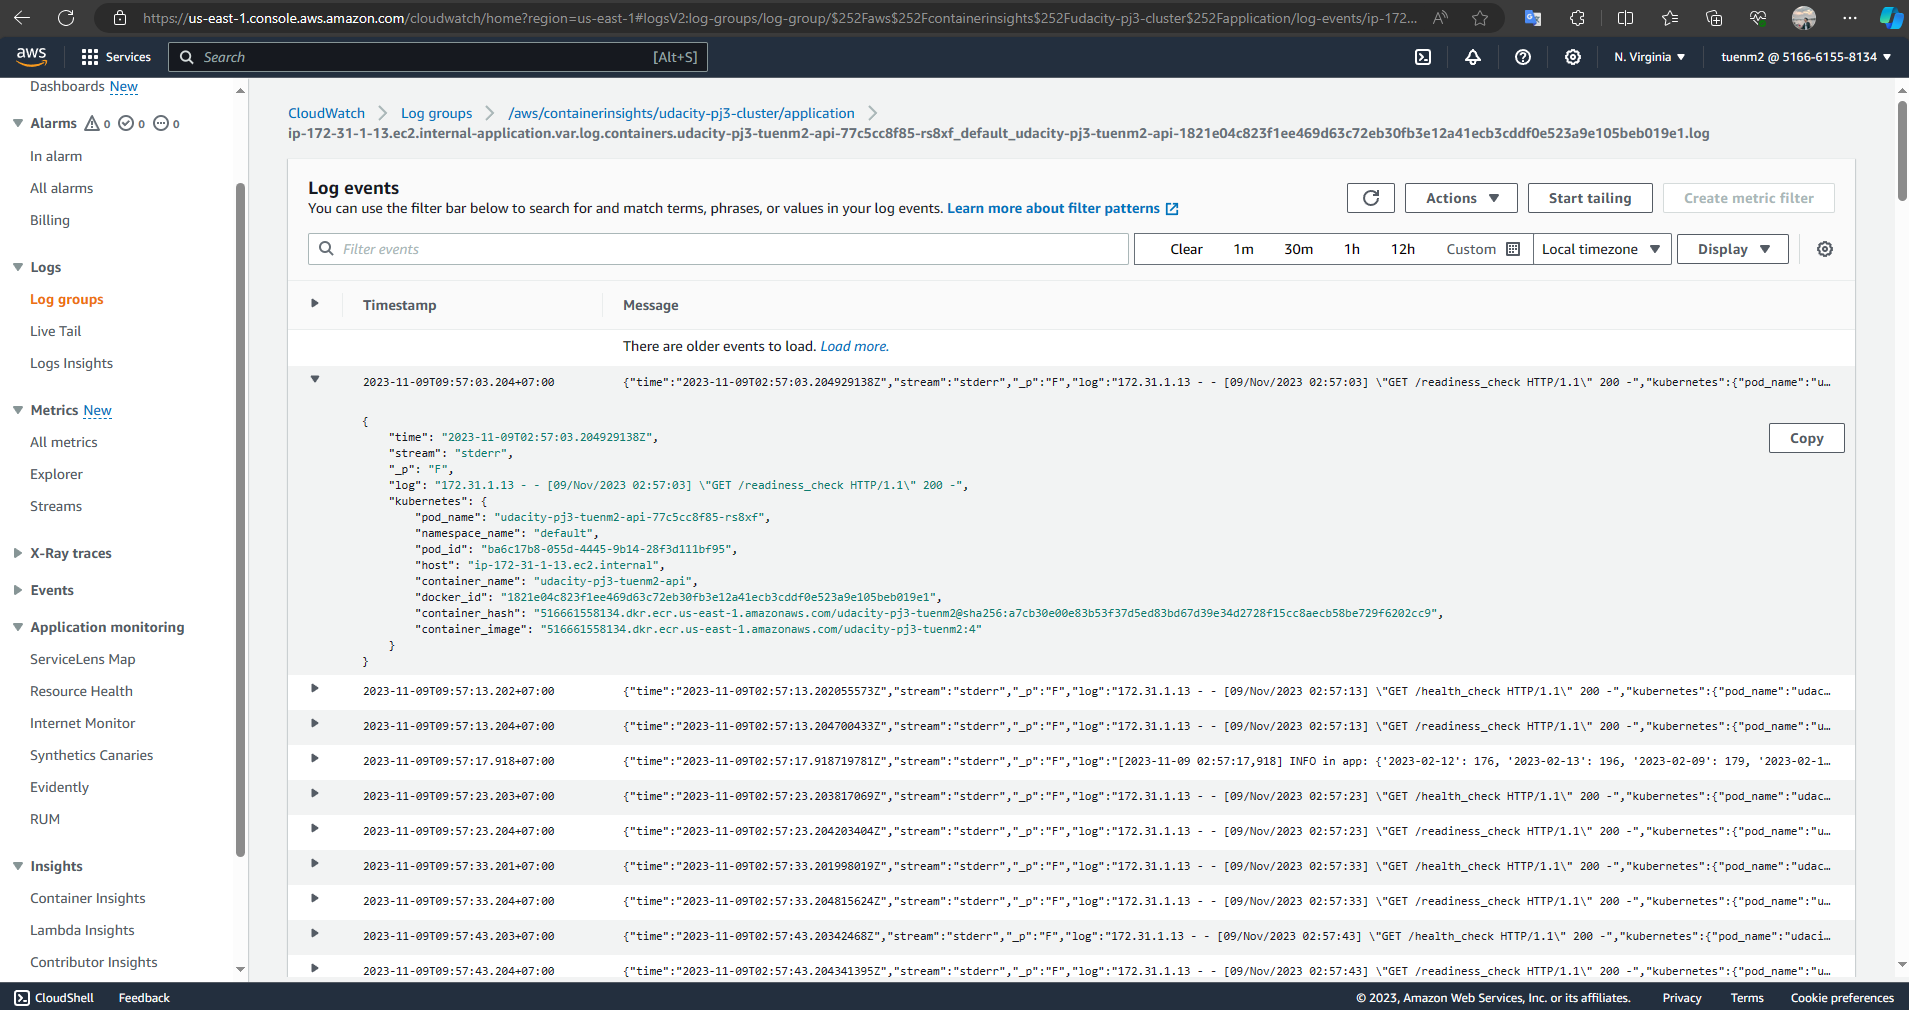 https://us-east-1.console.aws.amazon.com/cloudwatch/home?region=us-east-1#logsV2:log-groups/log-group/$252Faws$252Fcontainerinsights$252Fudacity-pj3-cluster$252Fapplication/log-events/ip-172...
aws Services Search [Alt+S] N. Virginia tuenm2 @ 5166-6155-8134
Dashboards New
Alarms 0 0 0
In alarm
All alarms
Billing
Logs
Log groups
Live Tail
Logs Insights
Metrics New
All metrics
Explorer
Streams
X-Ray traces
Events
Application monitoring
ServiceLens Map
Resource Health
Internet Monitor
Synthetics Canaries
Evidently
RUM
Insights
Container Insights
Lambda Insights
Contributor Insights
CloudWatch Log groups /aws/containerinsights/udacity-pj3-cluster/application
ip-172-31-1-13.ec2.internal-application.var.log.containers.udacity-pj3-tuenm2-api-77c5cc8f85-rs8xf_default_udacity-pj3-tuenm2-api-1821e04c823f1ee469d63c72eb30fb3e12a41ecb3cddf0e523a9e105beb019e1.log
Log events
You can use the filter bar below to search for and match terms, phrases, or values in your log events. Learn more about filter patterns
Actions Start tailing Create metric filter
Filter events Clear 1m 30m 1h 12h Custom Local timezone Display
Timestamp Message
There are older events to load. Load more.
2023-11-09T09:57:03.204+07:00 {"time":"2023-11-09T02:57:03.204929138Z","stream":"stderr","_p":"F","log":"172.31.1.13 - - [09/Nov/2023 02:57:03] \"GET /readiness_check HTTP/1.1\" 200 -","kubernetes":{"pod_name":"u...
{
"time": "2023-11-09T02:57:03.204929138Z",
"stream": "stderr",
"_p": "F",
"log": "172.31.1.13 - - [09/Nov/2023 02:57:03] \"GET /readiness_check HTTP/1.1\" 200 -",
"kubernetes": {
"pod_name": "udacity-pj3-tuenm2-api-77c5cc8f85-rs8xf",
"namespace_name": "default",
"pod_id": "ba6c17b8-055d-4445-9b14-28f3d111bf95",
"host": "ip-172-31-1-13.ec2.internal",
"container_name": "udacity-pj3-tuenm2-api",
"docker_id": "1821e04c823f1ee469d63c72eb30fb3e12a41ecb3cddf0e523a9e105beb019e1",
"container_hash": "516661558134.dkr.ecr.us-east-1.amazonaws.com/udacity-pj3-tuenm2@sha256:a7cb30e00e83b53f37d5ed83bd67d39e34d2728f15cc8aecb58be729f6202cc9",
"container_image": "516661558134.dkr.ecr.us-east-1.amazonaws.com/udacity-pj3-tuenm2:4"
}
}
Copy
2023-11-09T09:57:13.202+07:00 {"time":"2023-11-09T02:57:13.202055573Z","stream":"stderr","_p":"F","log":"172.31.1.13 - - [09/Nov/2023 02:57:13] \"GET /health_check HTTP/1.1\" 200 -","kubernetes":{"pod_name":"udac...
2023-11-09T09:57:13.204+07:00 {"time":"2023-11-09T02:57:13.204700433Z","stream":"stderr","_p":"F","log":"172.31.1.13 - - [09/Nov/2023 02:57:13] \"GET /readiness_check HTTP/1.1\" 200 -","kubernetes":{"pod_name":"u...
2023-11-09T09:57:17.918+07:00 {"time":"2023-11-09T02:57:17.918719781Z","stream":"stderr","_p":"F","log":"[2023-11-09 02:57:17,918] INFO in app: {'2023-02-12': 176, '2023-02-13': 196, '2023-02-09': 179, '2023-02-1...
2023-11-09T09:57:23.203+07:00 {"time":"2023-11-09T02:57:23.203817069Z","stream":"stderr","_p":"F","log":"172.31.1.13 - - [09/Nov/2023 02:57:23] \"GET /health_check HTTP/1.1\" 200 -","kubernetes":{"pod_name":"udac...
2023-11-09T09:57:23.204+07:00 {"time":"2023-11-09T02:57:23.204203404Z","stream":"stderr","_p":"F","log":"172.31.1.13 - - [09/Nov/2023 02:57:23] \"GET /readiness_check HTTP/1.1\" 200 -","kubernetes":{"pod_name":"u...
2023-11-09T09:57:33.201+07:00 {"time":"2023-11-09T02:57:33.201998019Z","stream":"stderr","_p":"F","log":"172.31.1.13 - - [09/Nov/2023 02:57:33] \"GET /health_check HTTP/1.1\" 200 -","kubernetes":{"pod_name":"udac...
2023-11-09T09:57:33.204+07:00 {"time":"2023-11-09T02:57:33.204815624Z","stream":"stderr","_p":"F","log":"172.31.1.13 - - [09/Nov/2023 02:57:33] \"GET /readiness_check HTTP/1.1\" 200 -","kubernetes":{"pod_name":"u...
2023-11-09T09:57:43.203+07:00 {"time":"2023-11-09T02:57:43.20342468Z","stream":"stderr","_p":"F","log":"172.31.1.13 - - [09/Nov/2023 02:57:43] \"GET /health_check HTTP/1.1\" 200 -","kubernetes":{"pod_name":"udaci...
2023-11-09T09:57:43.204+07:00 {"time":"2023-11-09T02:57:43.204341395Z","stream":"stderr","_p":"F","log":"172.31.1.13 - - [09/Nov/2023 02:57:43] \"GET /readiness_check HTTP/1.1\" 200 -","kubernetes":{"pod_name":"u...
CloudShell Feedback © 2023, Amazon Web Services, Inc. or its affiliates. Privacy Terms Cookie preferences